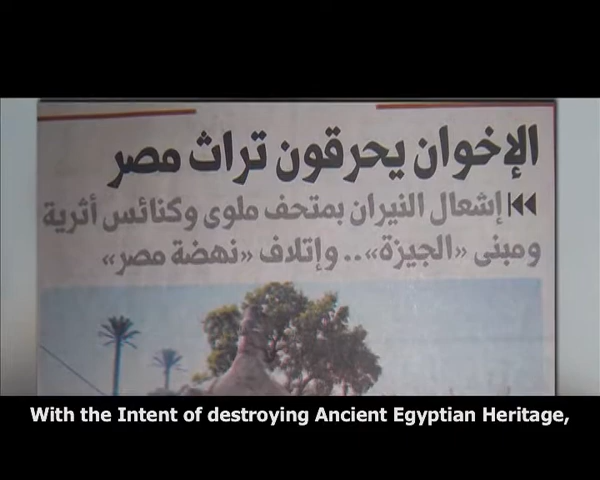 الإخوان يحرقون تراث مصر
إشعال النيران بمتحف ملوى وكنائس أثرية
ومبنى «الجيزة».. وإتلاف «نهضة مصر»
With the Intent of destroying Ancient Egyptian Heritage,